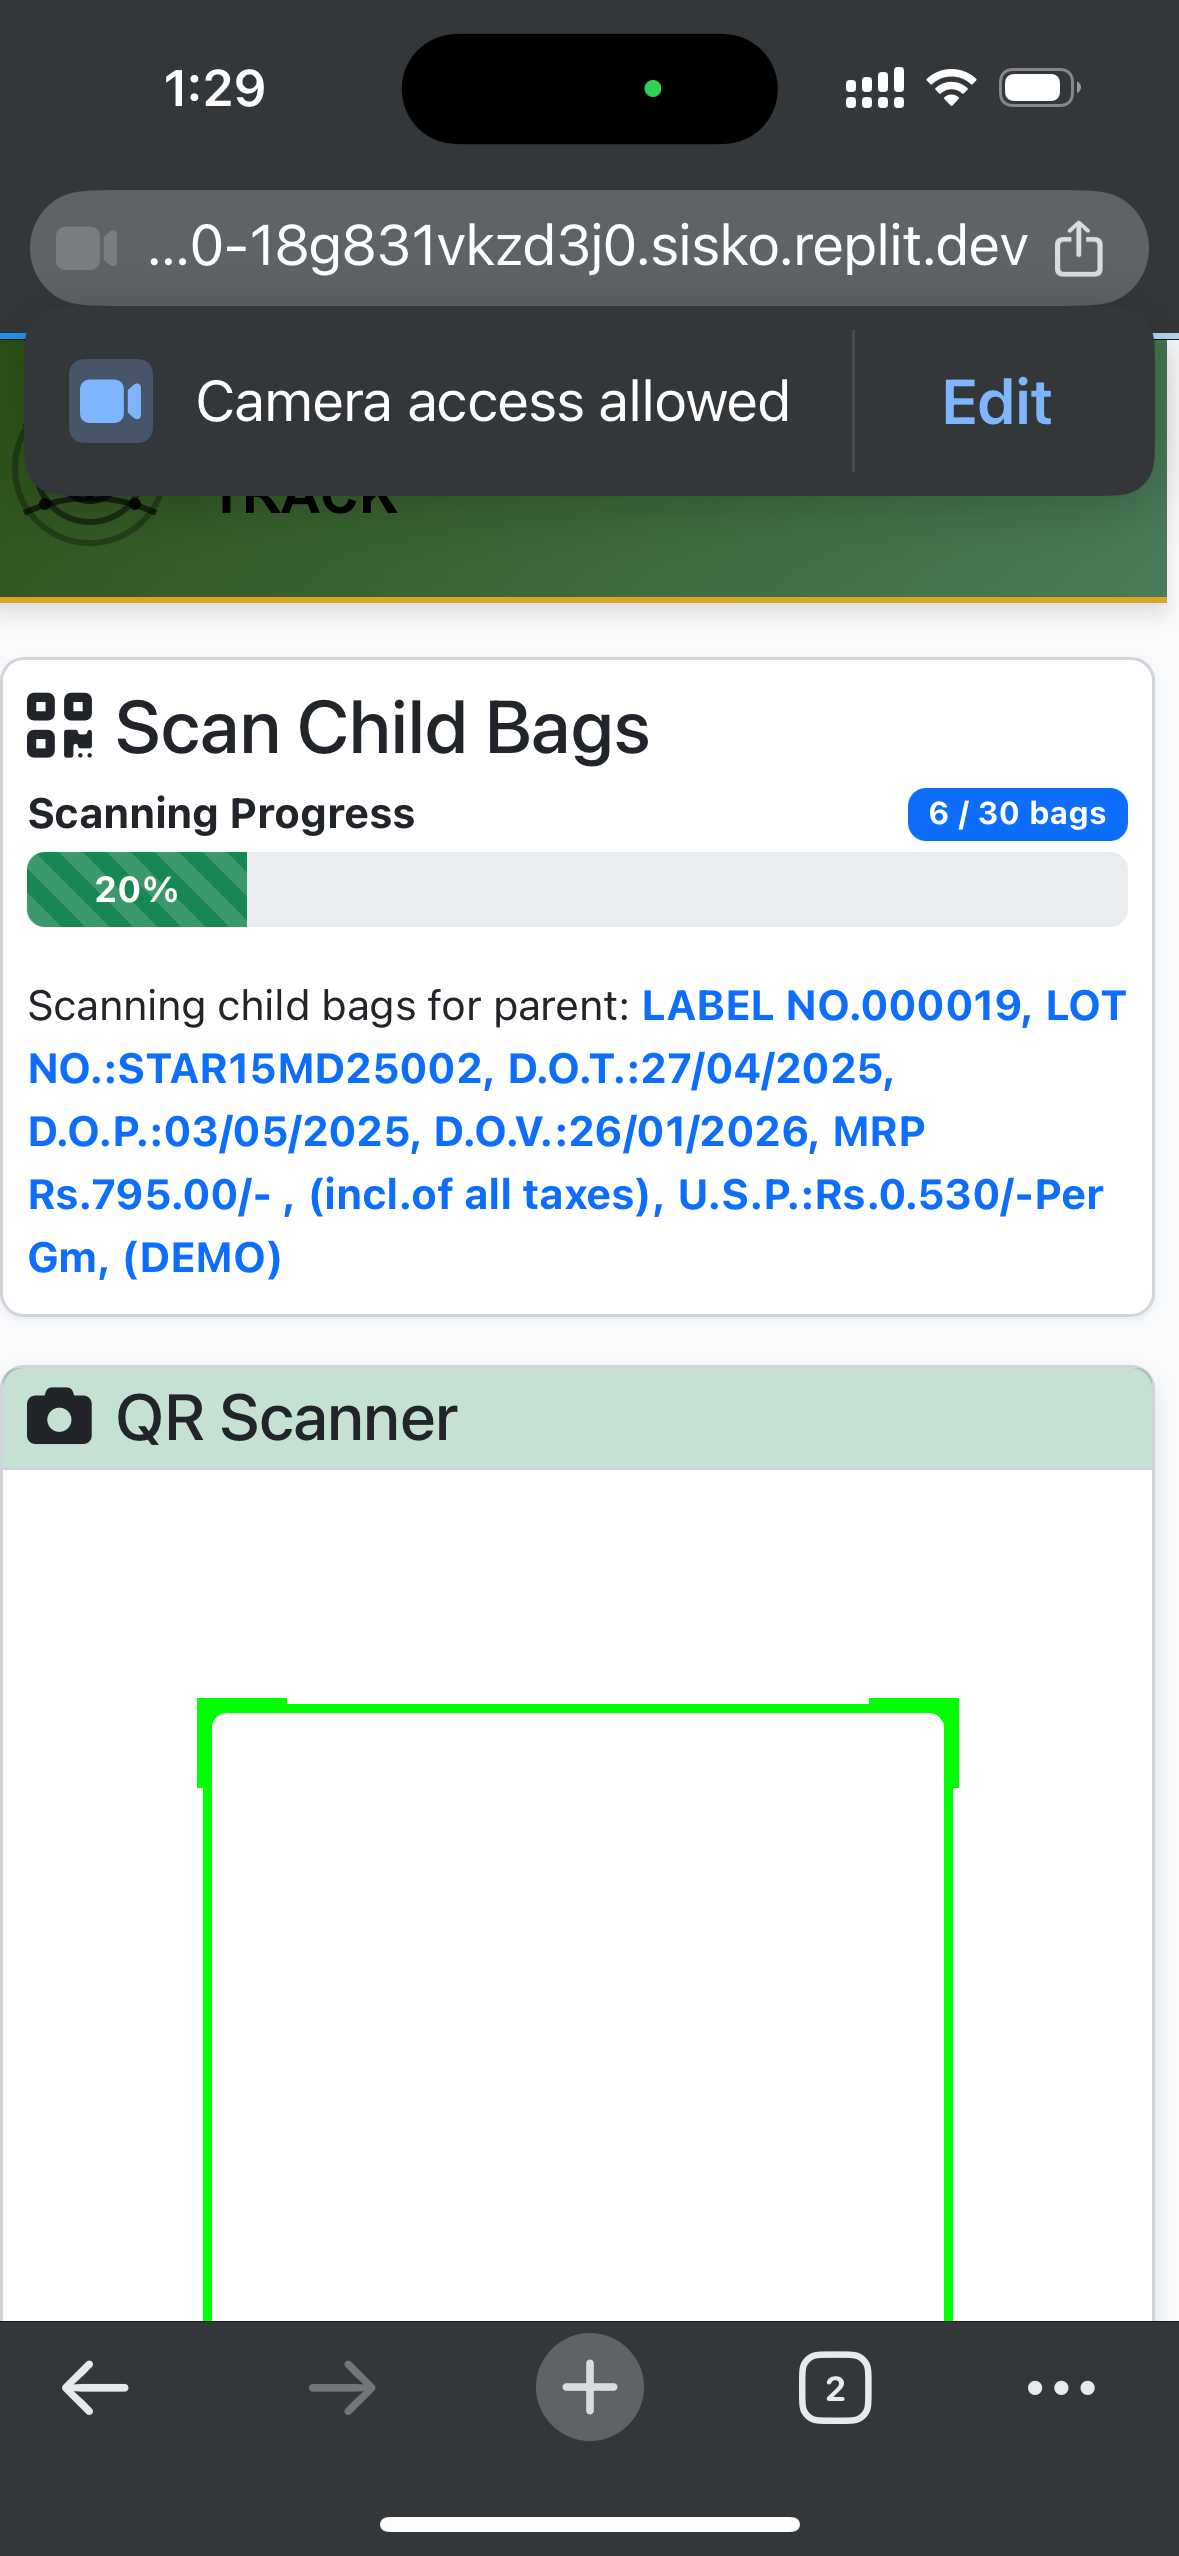 1:29
...0-18g831vkzd3j0.sisko.replit.dev
Camera access allowed
Edit
TRACK
Scan Child Bags
Scanning Progress
6 / 30 bags
20%
Scanning child bags for parent: LABEL NO.000019, LOT
NO.:STAR15MD25002, D.O.T.:27/04/2025,
D.O.P.:03/05/2025, D.O.V.:26/01/2026, MRP
Rs.795.00/- , (incl.of all taxes), U.S.P.:Rs.0.530/-Per
Gm, (DEMO)
QR Scanner
2